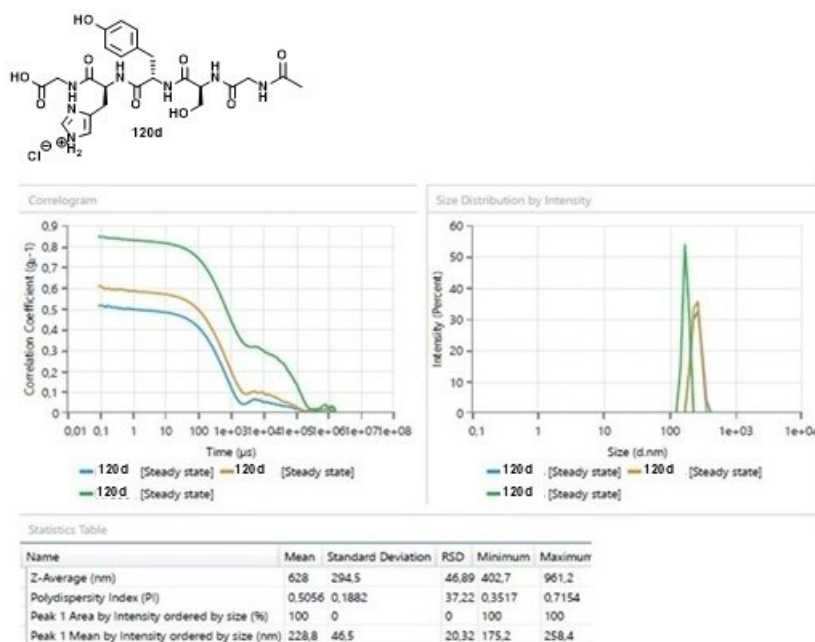 HO
O
O
H
N
O
H
N
O
HO
N
H
O
N
H
O
N
H
HO
N
NH2
Cl ⊖ ⊕
120d
Correlogram
Size Distribution by Intensity
Correlation Coefficient (g2-1)
0,9
0,8
0,7
0,6
0,5
0,4
0,3
0,2
0,1
0
0,01 0,1 1 10 100 1e+03 1e+04 1e+05 1e+06 1e+07 1e+08
Time (µs)
120d [Steady state] 120d [Steady state]
120d [Steady state]
Intensity (Percent)
60
50
40
30
20
10
0
0,1 1 10 100 1e+03 1e+04
Size (d.nm)
120d . [Steady state] 120d . [Steady state]
120d . [Steady state]
Statistics Table
Name Mean Standard Deviation RSD Minimum Maximum
Z-Average (nm) 628 294,5 46,89 402,7 961,2
Polydispersity Index (PI) 0,5056 0,1882 37,22 0,3517 0,7154
Peak 1 Area by Intensity ordered by size (%) 100 0 0 100 100
Peak 1 Mean by Intensity ordered by size (nm) 228,8 46,5 20,32 175,2 258,4